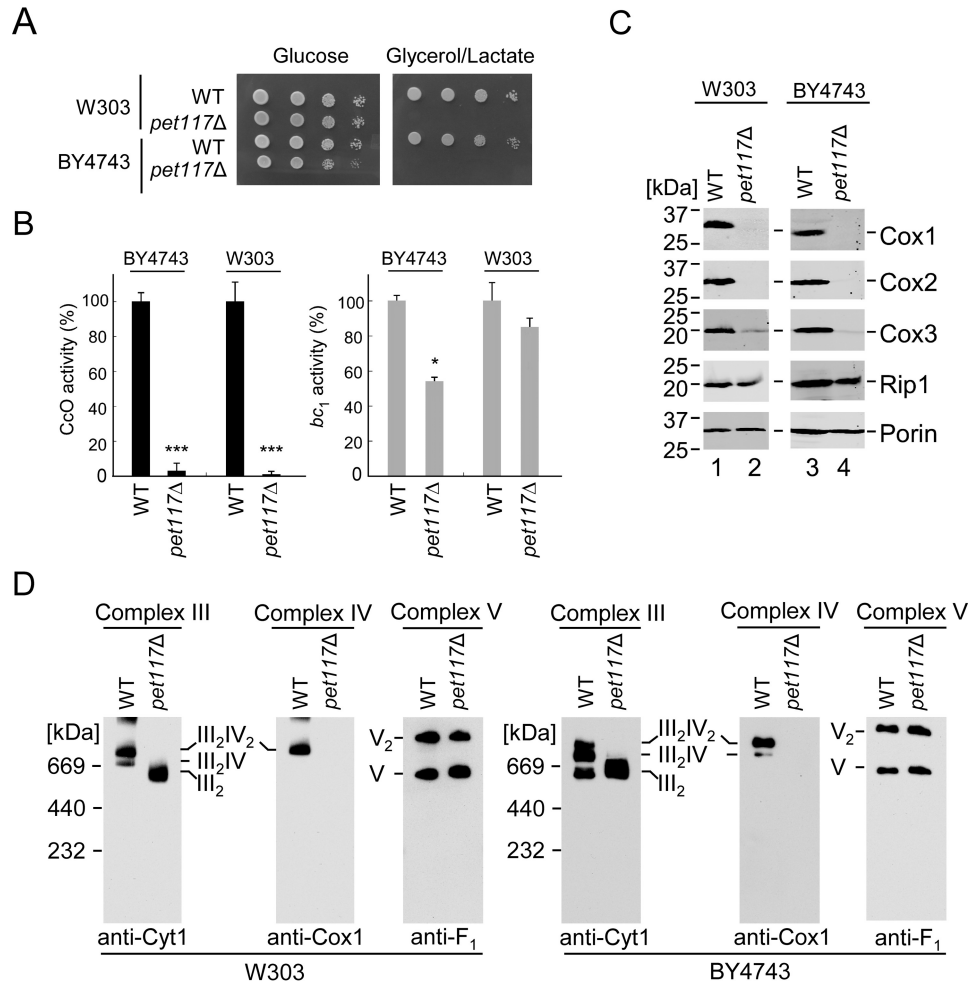 A
Glucose Glycerol/Lactate
W303 WT
pet117Δ
BY4743 WT
pet117Δ
B
BY4743 W303
CcO activity (%)
100
80
60
40
20
0
*** ***
WT pet117Δ WT pet117Δ
BY4743 W303
bc1 activity (%)
100
80
60
40
20
0
*
WT pet117Δ WT pet117Δ
C
W303 BY4743
[kDa] WT pet117Δ WT pet117Δ
37
25
Cox1
37
25
Cox2
25
20
Cox3
25
20
Rip1
37
25
Porin
1 2 3 4
D
Complex III Complex IV Complex V Complex III Complex IV Complex V
WT pet117Δ WT pet117Δ WT pet117Δ WT pet117Δ WT pet117Δ WT pet117Δ
[kDa]
669
440
232
III2IV2
III2IV
III2
V2
V
[kDa]
669
440
232
III2IV2
III2IV
III2
V2
V
anti-Cyt1 anti-Cox1 anti-F1 anti-Cyt1 anti-Cox1 anti-F1
W303 BY4743